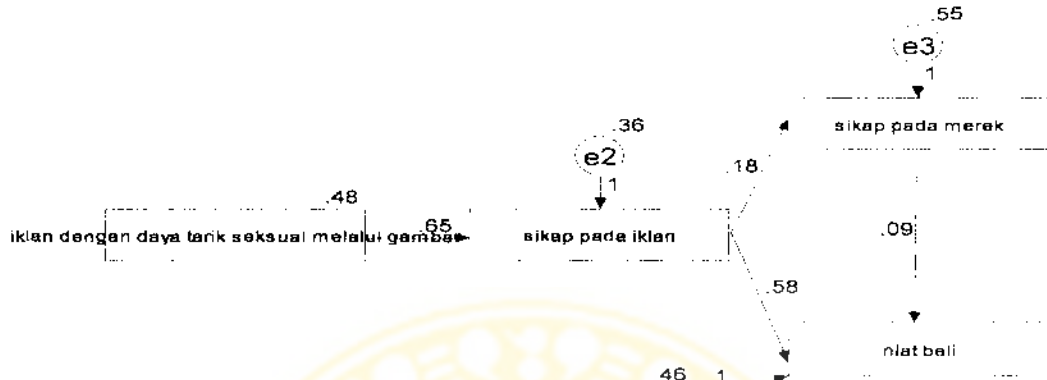 .55
e3
1
sikap pada merek
.36
e2
1
.18
.48
iklan dengan daya tarik seksual melalui gambar
.65
sikap pada iklan
.09
.58
niat beli
.46 1